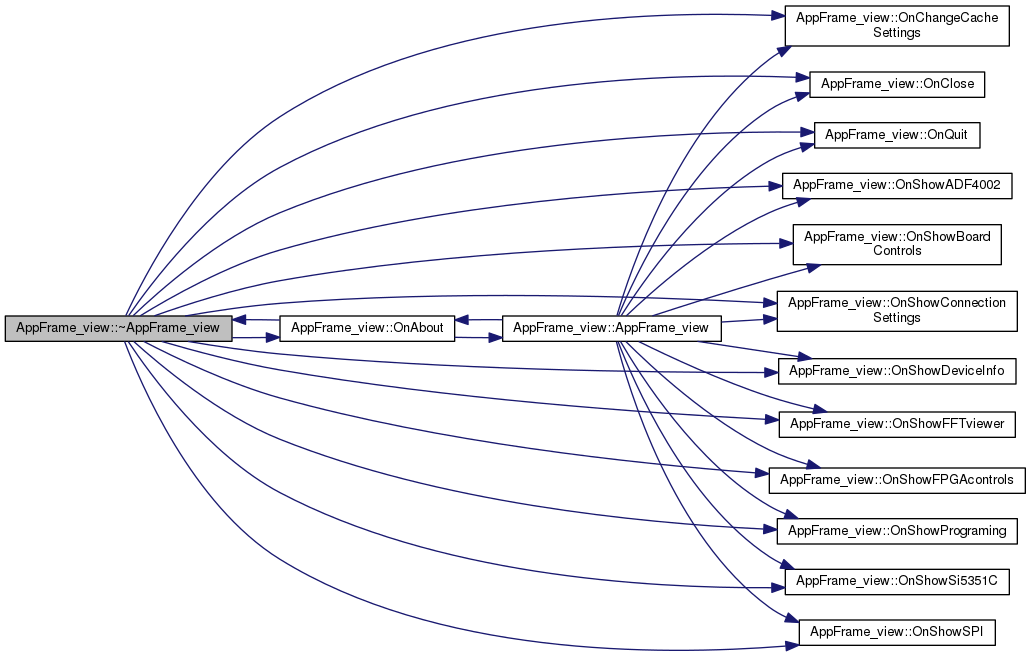 AppFrame_view::OnChangeCache
Settings
AppFrame_view::OnClose
AppFrame_view::OnQuit
AppFrame_view::OnShowADF4002
AppFrame_view::OnShowBoard
Controls
AppFrame_view::OnShowConnection
Settings
AppFrame_view::~AppFrame_view
AppFrame_view::OnAbout
AppFrame_view::AppFrame_view
AppFrame_view::OnShowDeviceInfo
AppFrame_view::OnShowFFTviewer
AppFrame_view::OnShowFPGAcontrols
AppFrame_view::OnShowPrograming
AppFrame_view::OnShowSi5351C
AppFrame_view::OnShowSPI